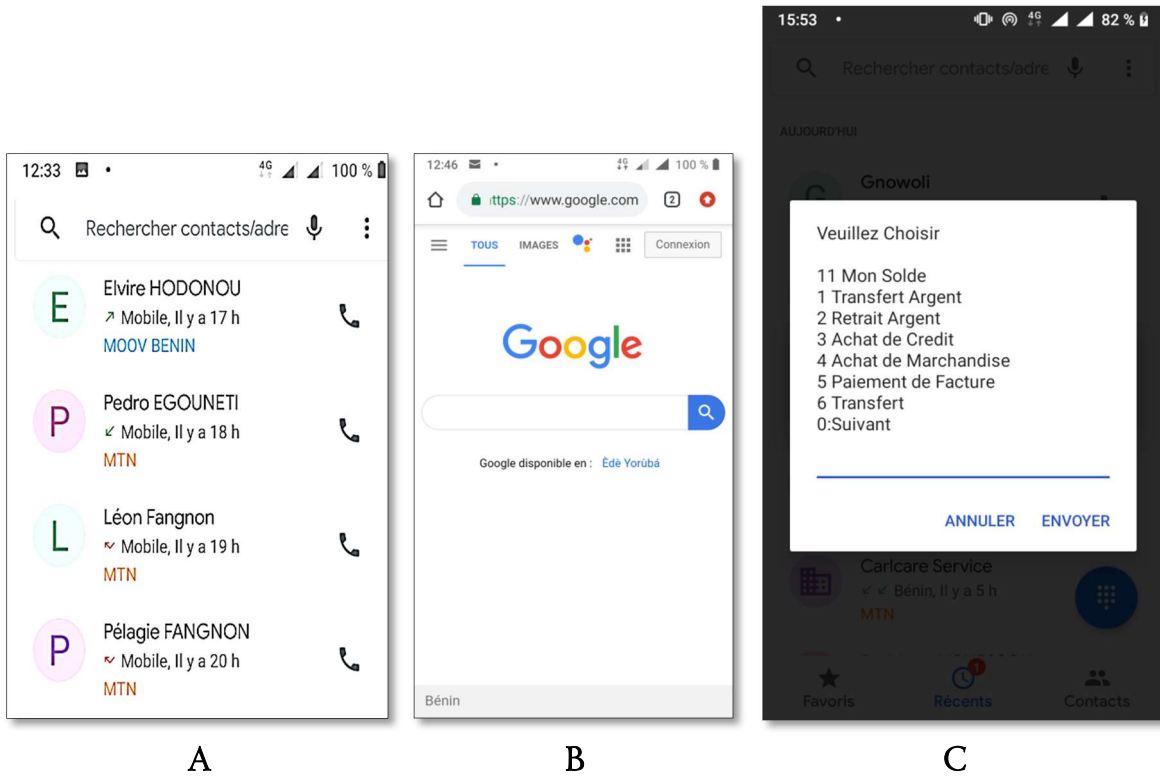 12:33 4G 100 %
Rechercher contacts/adre
E
Elvire HODONOU
Mobile, Il y a 17 h
MOOV BENIN
P
Pedro EGOUNETI
Mobile, Il y a 18 h
MTN
L
Léon Fangnon
Mobile, Il y a 19 h
MTN
P
Pélagie FANGNON
Mobile, Il y a 20 h
MTN
A
12:46 4G 100 %
ttps://www.google.com 2
TOUS IMAGES Connexion
Google
Google disponible en : Èdè Yorùbá
Bénin
B
15:53 4G 82 %
Rechercher contacts/adre
AUJOURD'HUI
G
Gnowoli
Veuillez Choisir
11 Mon Solde
1 Transfert Argent
2 Retrait Argent
3 Achat de Credit
4 Achat de Marchandise
5 Paiement de Facture
6 Transfert
0:Suivant
ANNULER ENVOYER
Carlcare Service
Bénin, Il y a 5 h
MTN
1
Favoris Récents Contacts
C